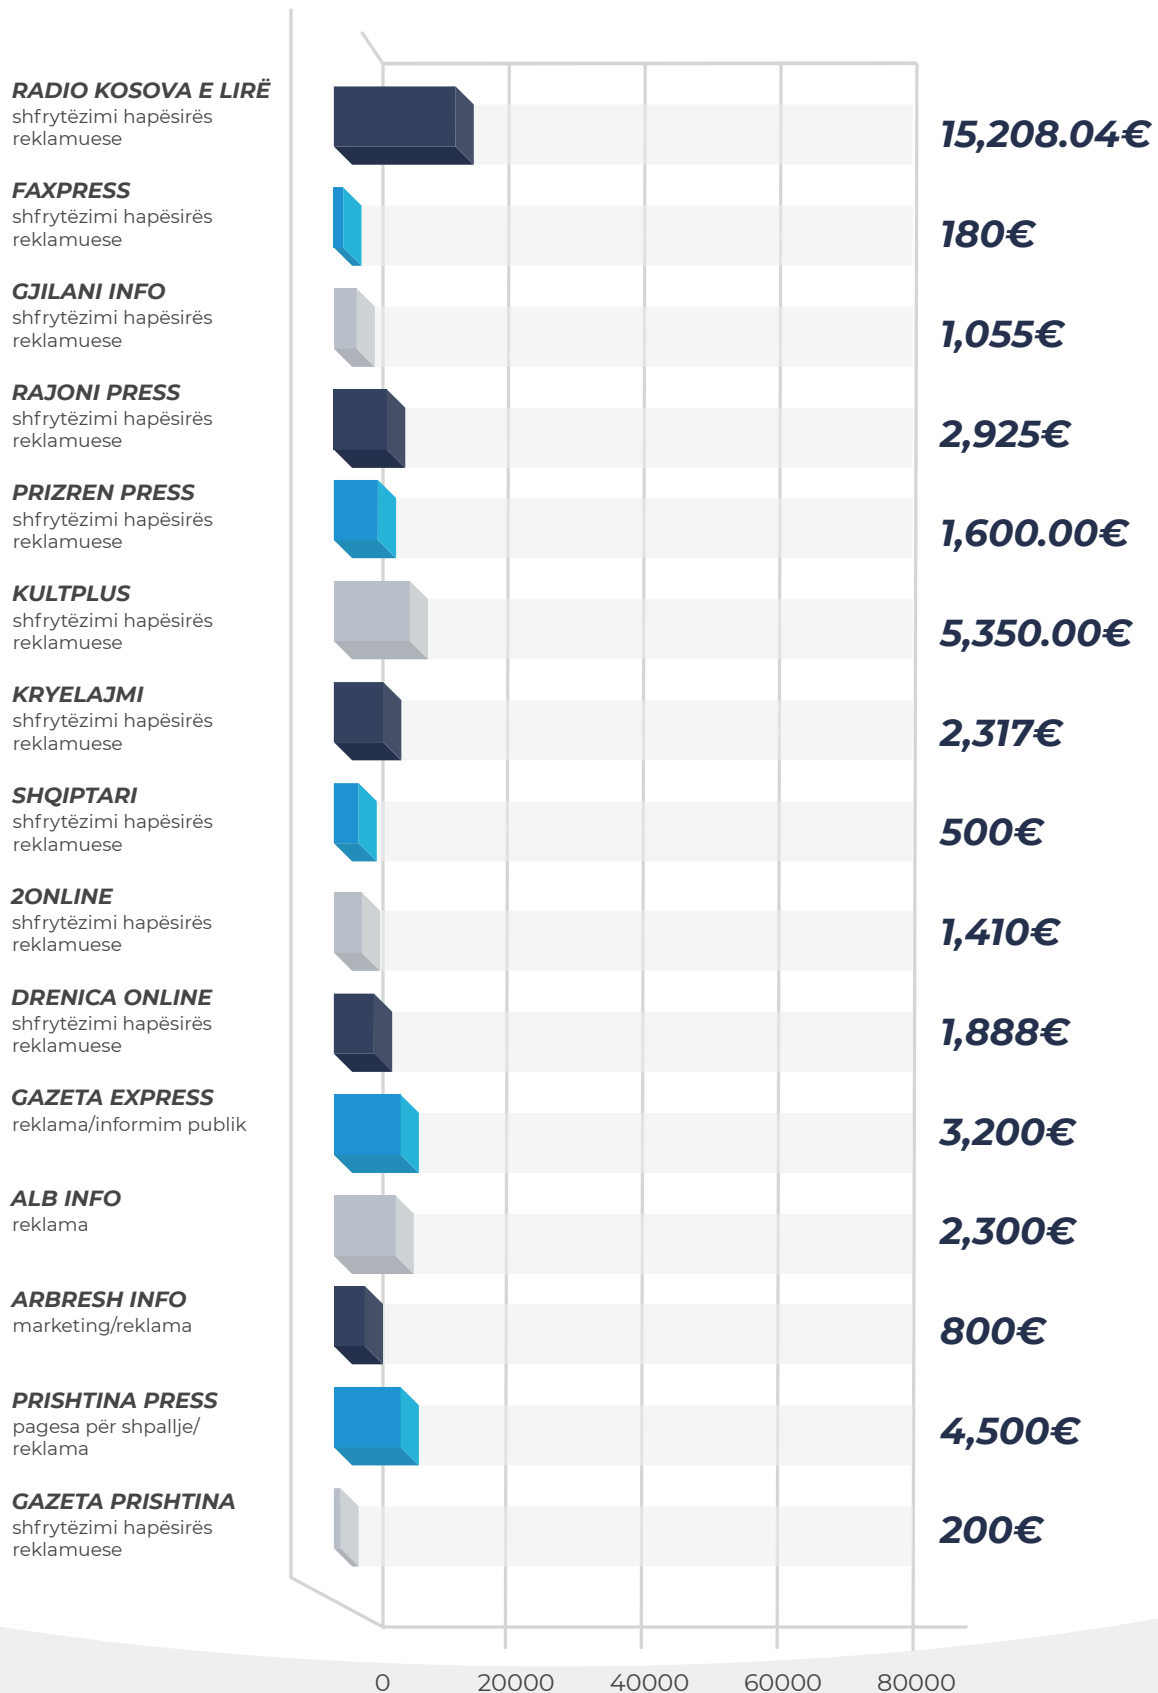 RADIO KOSOVA E LIRË
shfrytëzimi hapësirës
reklamuese
15,208.04€
FAXPRESS
shfrytëzimi hapësirës
reklamuese
180€
GJILANI INFO
shfrytëzimi hapësirës
reklamuese
1,055€
RAJONI PRESS
shfrytëzimi hapësirës
reklamuese
2,925€
PRIZREN PRESS
shfrytëzimi hapësirës
reklamuese
1,600.00€
KULTPLUS
shfrytëzimi hapësirës
reklamuese
5,350.00€
KRYELAJMI
shfrytëzimi hapësirës
reklamuese
2,317€
SHQIPTARI
shfrytëzimi hapësirës
reklamuese
500€
2ONLINE
shfrytëzimi hapësirës
reklamuese
1,410€
DRENICA ONLINE
shfrytëzimi hapësirës
reklamuese
1,888€
GAZETA EXPRESS
reklama/informim publik
3,200€
ALB INFO
reklama
2,300€
ARBRESH INFO
marketing/reklama
800€
PRISHTINA PRESS
pagesa për shpallje/
reklama
4,500€
GAZETA PRISHTINA
shfrytëzimi hapësirës
reklamuese
200€
0 20000 40000 60000 80000